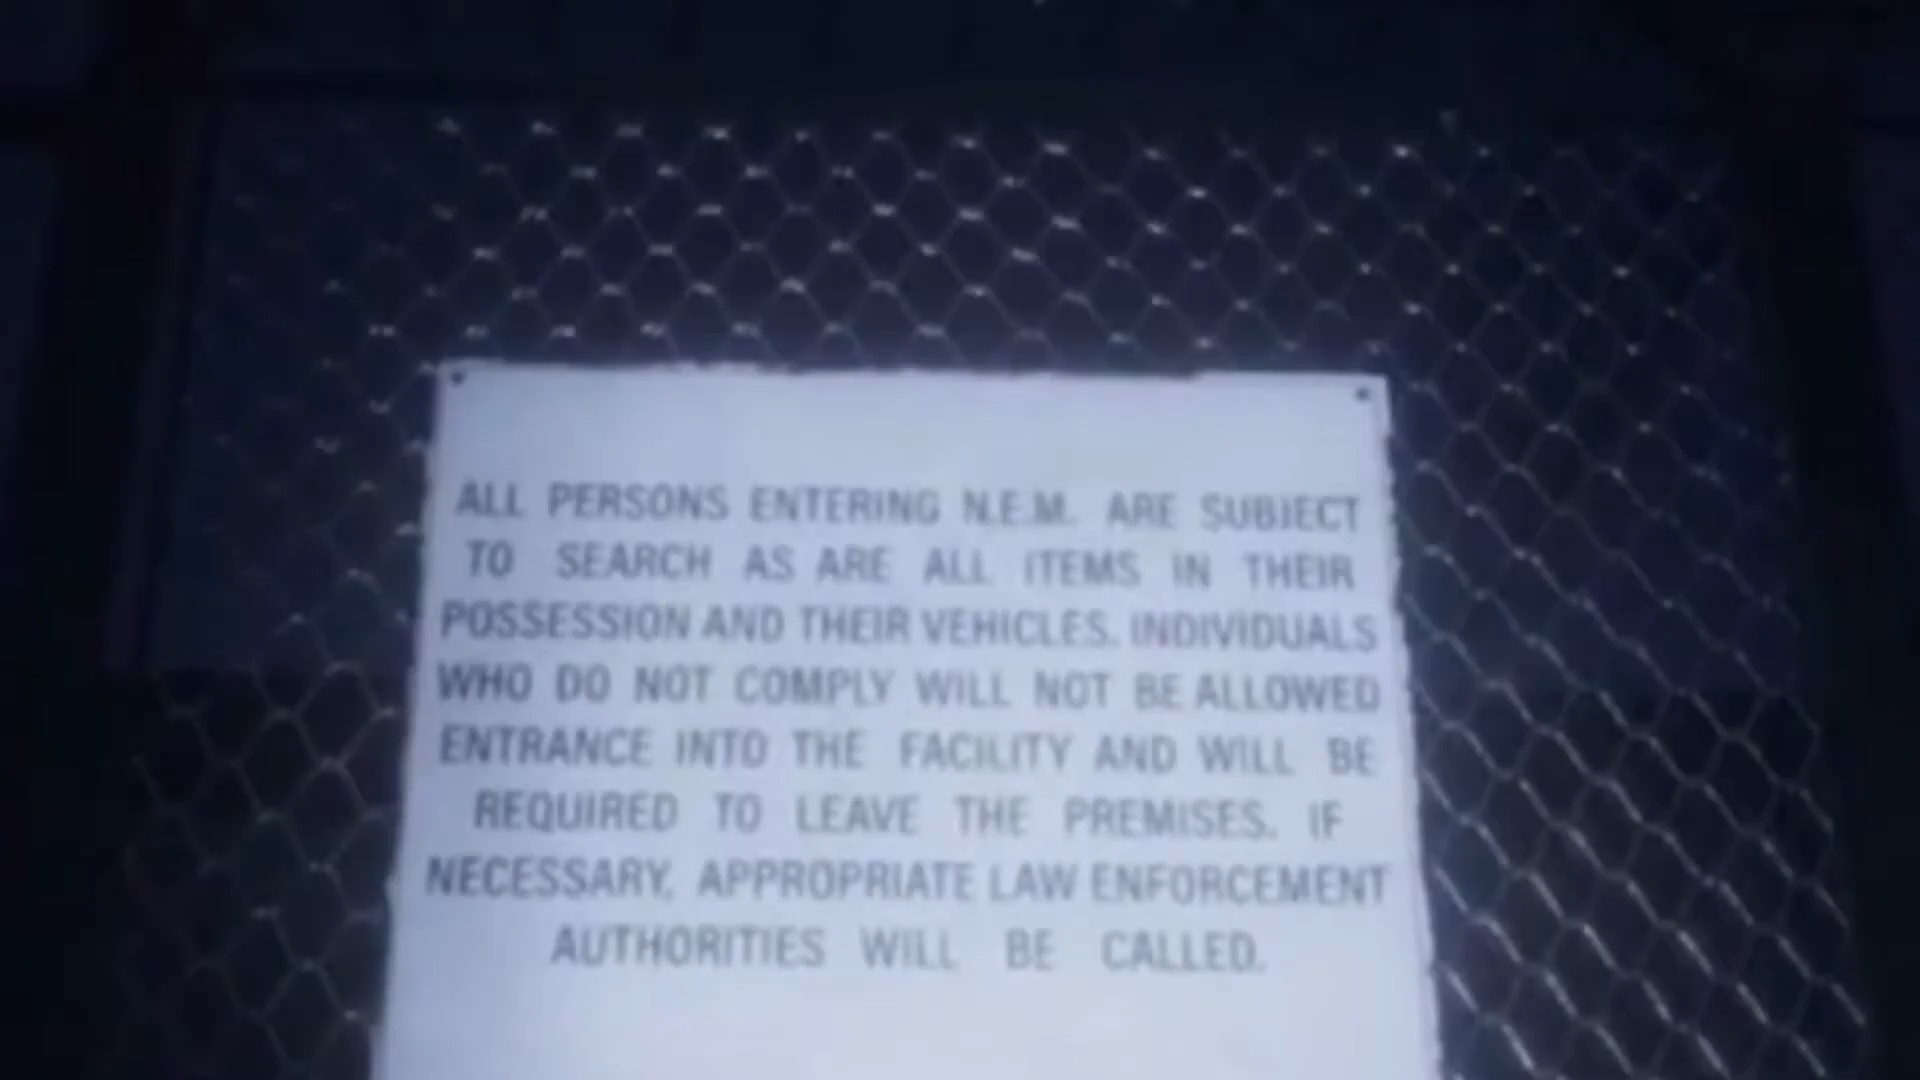 ALL PERSONS ENTERING N.E.M. ARE SUBJECT
TO SEARCH AS ARE ALL ITEMS IN THEIR
POSSESSION AND THEIR VEHICLES. INDIVIDUALS
WHO DO NOT COMPLY WILL NOT BE ALLOWED
ENTRANCE INTO THE FACILITY AND WILL BE
REQUIRED TO LEAVE THE PREMISES. IF
NECESSARY, APPROPRIATE LAW ENFORCEMENT
AUTHORITIES WILL BE CALLED.